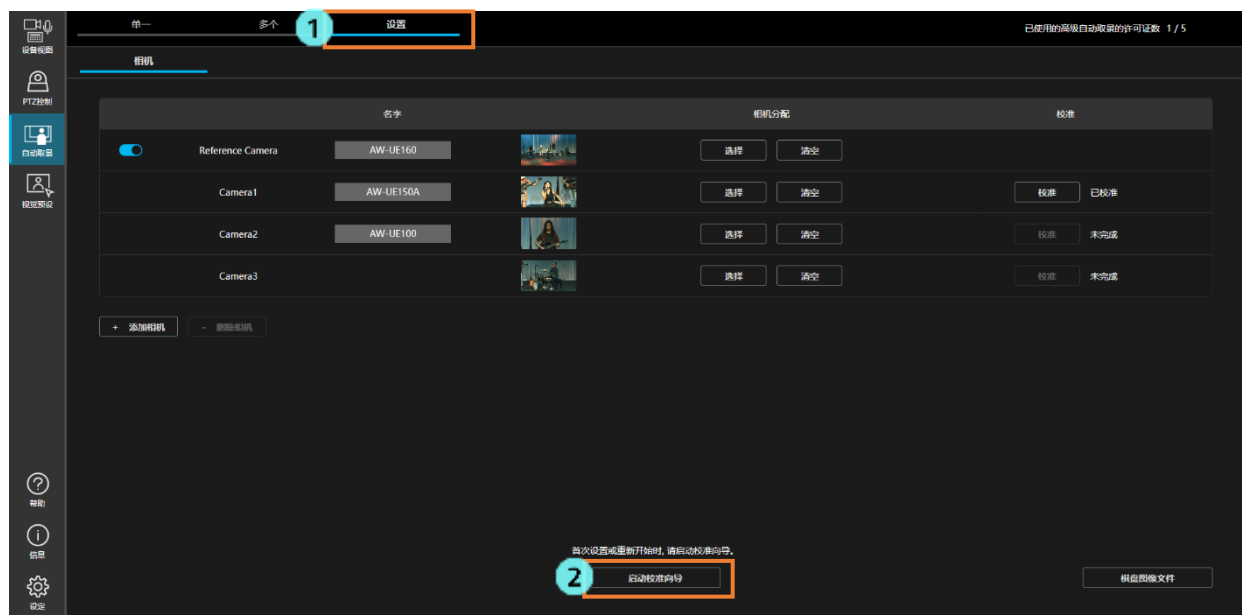 单一
多个
1
设置
已使用的高级自动取景的许可证数 1 / 5
设备视图
PTZ控制
自动取景
视觉预设
相机
名字
相机分配
校准
Reference Camera
AW-UE160
选择
清空
Camera1
AW-UE150A
选择
清空
校准
已校准
Camera2
AW-UE100
选择
清空
校准
未完成
Camera3
选择
清空
校准
未完成
+ 添加相机
- 删除相机
帮助
信息
设定
首次设置或重新开始时, 请启动校准向导。
2
启动校准向导
棋盘图像文件